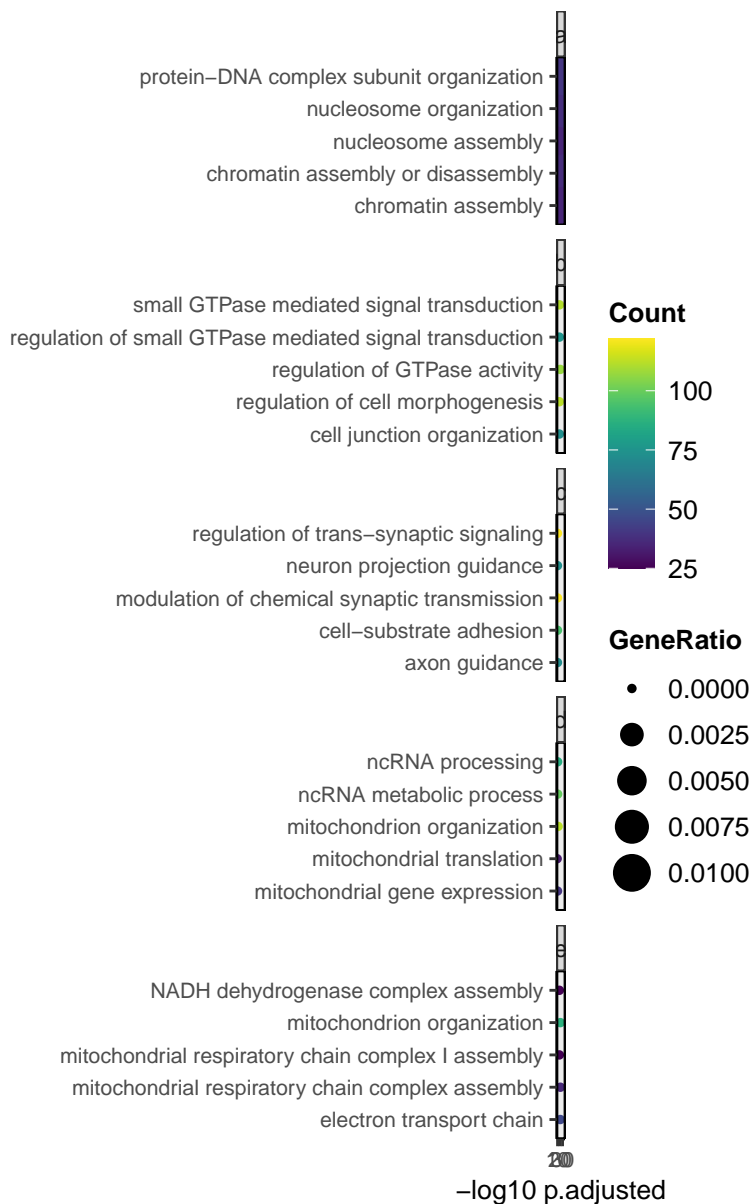 protein−DNA complex subunit organization
nucleosome organization
nucleosome assembly
chromatin assembly or disassembly
chromatin assembly
small GTPase mediated signal transduction
regulation of small GTPase mediated signal transduction
regulation of GTPase activity
regulation of cell morphogenesis
cell junction organization
regulation of trans−synaptic signaling
neuron projection guidance
modulation of chemical synaptic transmission
cell−substrate adhesion
axon guidance
ncRNA processing
ncRNA metabolic process
mitochondrion organization
mitochondrial translation
mitochondrial gene expression
NADH dehydrogenase complex assembly
mitochondrion organization
mitochondrial respiratory chain complex I assembly
mitochondrial respiratory chain complex assembly
electron transport chain
−log10 p.adjusted
Count
100
75
50
25
GeneRatio
0.0000
0.0025
0.0050
0.0075
0.0100